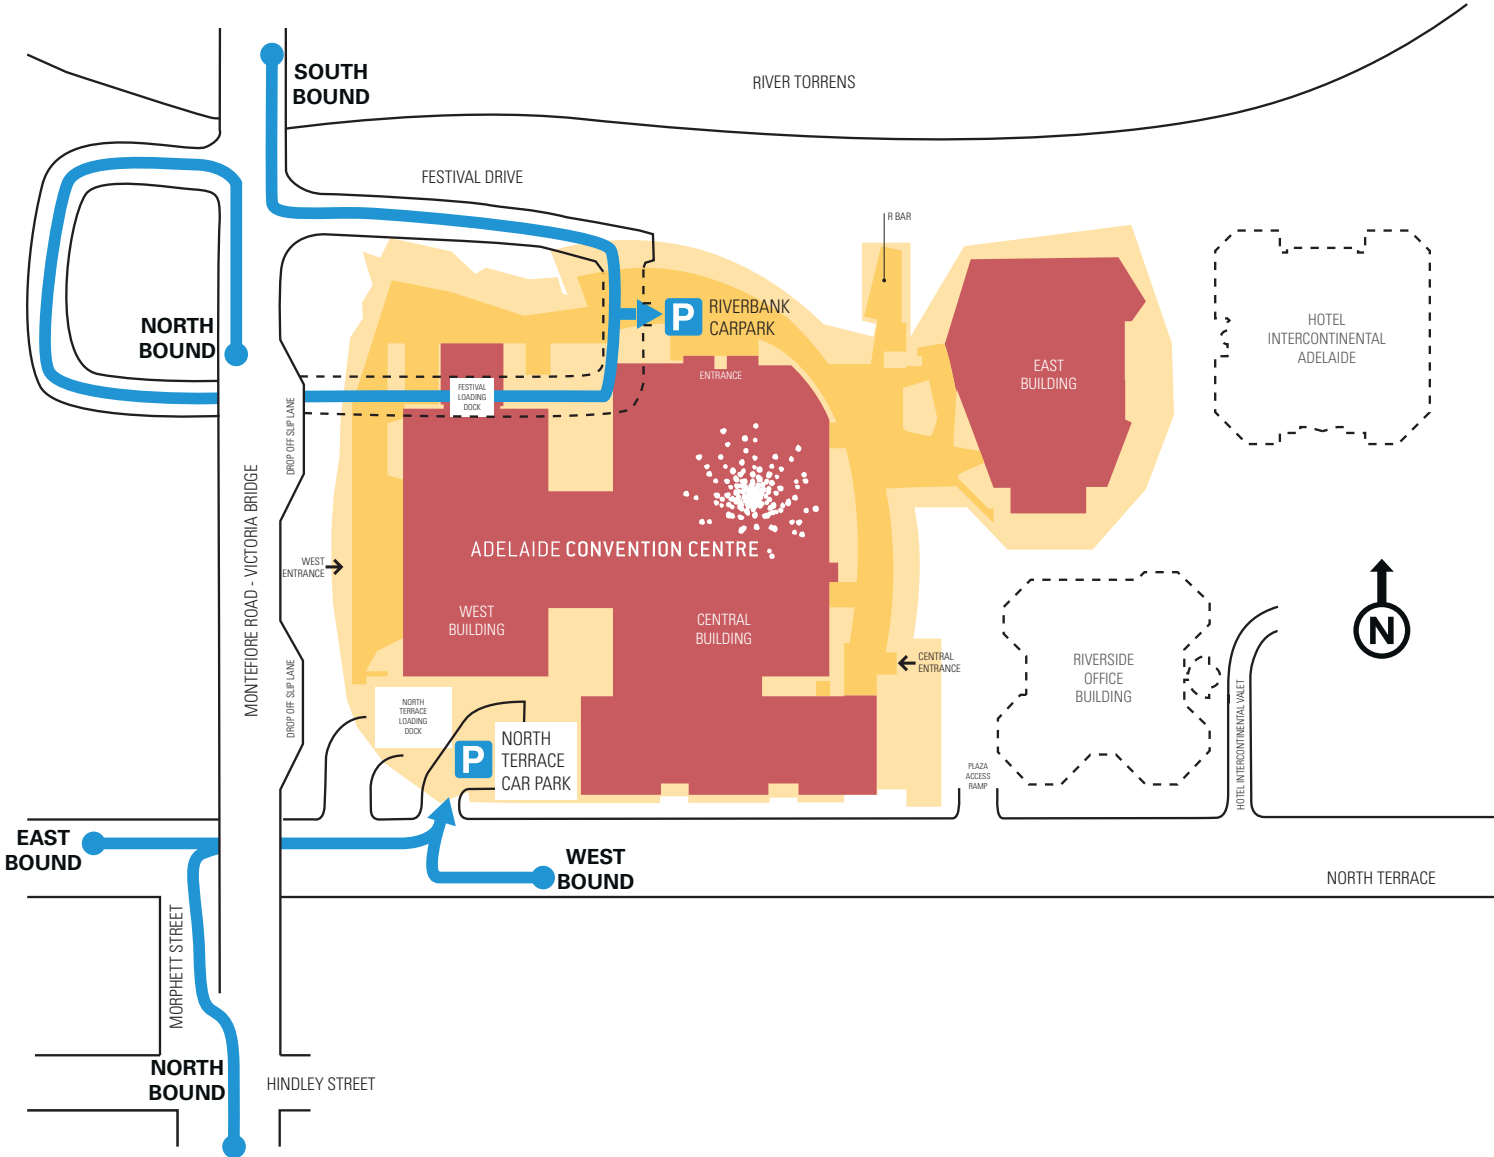 SOUTH
BOUND
RIVER TORRENS
FESTIVAL DRIVE
R BAR
NORTH
BOUND
P
RIVERBANK
CARPARK
HOTEL
INTERCONTINENTAL
ADELAIDE
ENTRANCE
EAST
BUILDING
FESTIVAL
LOADING
DOCK
DROP OFF SLIP LANE
MONTEFIORE ROAD - VICTORIA BRIDGE
ADELAIDE CONVENTION CENTRE
WEST
ENTRANCE
WEST
BUILDING
CENTRAL
BUILDING
CENTRAL
ENTRANCE
N
RIVERSIDE
OFFICE
BUILDING
DROP OFF SLIP LANE
NORTH
TERRACE
LOADING
DOCK
P
NORTH
TERRACE
CAR PARK
PLAZA
ACCESS
RAMP
HOTEL INTERCONTINENTAL VALET
EAST
BOUND
WEST
BOUND
NORTH TERRACE
MORPHETT STREET
NORTH
BOUND
HINDLEY STREET